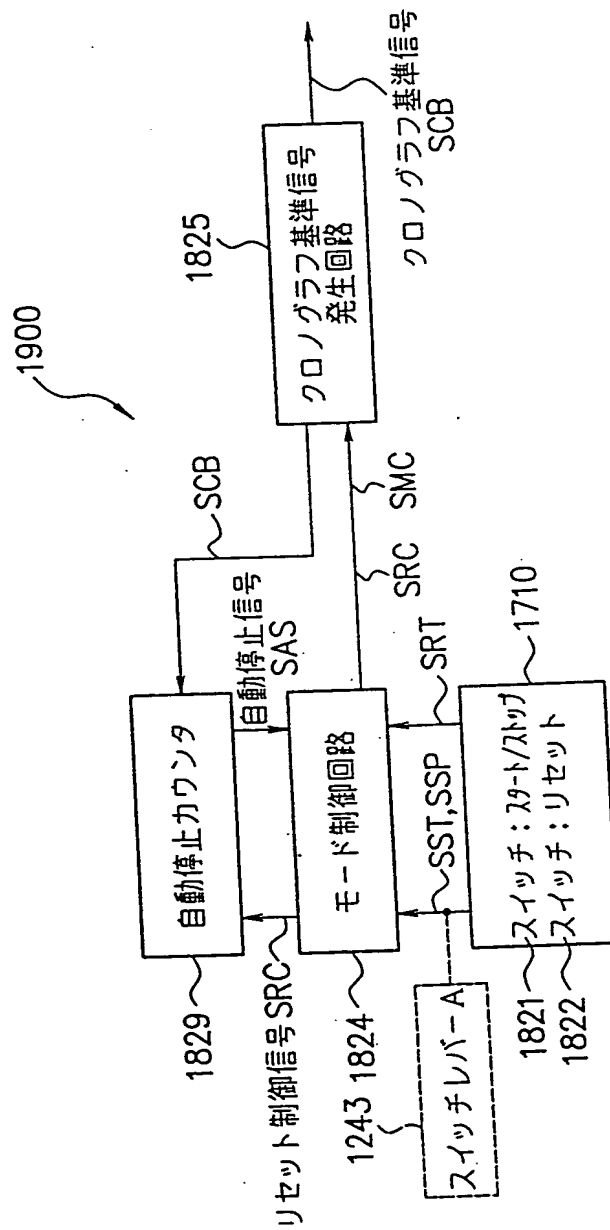 1900
1829
自動停止カウンタ
SCB
1825
クロノグラフ基準信号
発生回路
クロノグラフ基準信号
SCB
リセット制御信号SRC
自動停止信号
SAS
1824
モード制御回路
SRC
SMC
1243
スイッチレバーA
SST,SSP
SRT
1710
1821
スイッチ:スタート/ストップ
1822
スイッチ:リセット